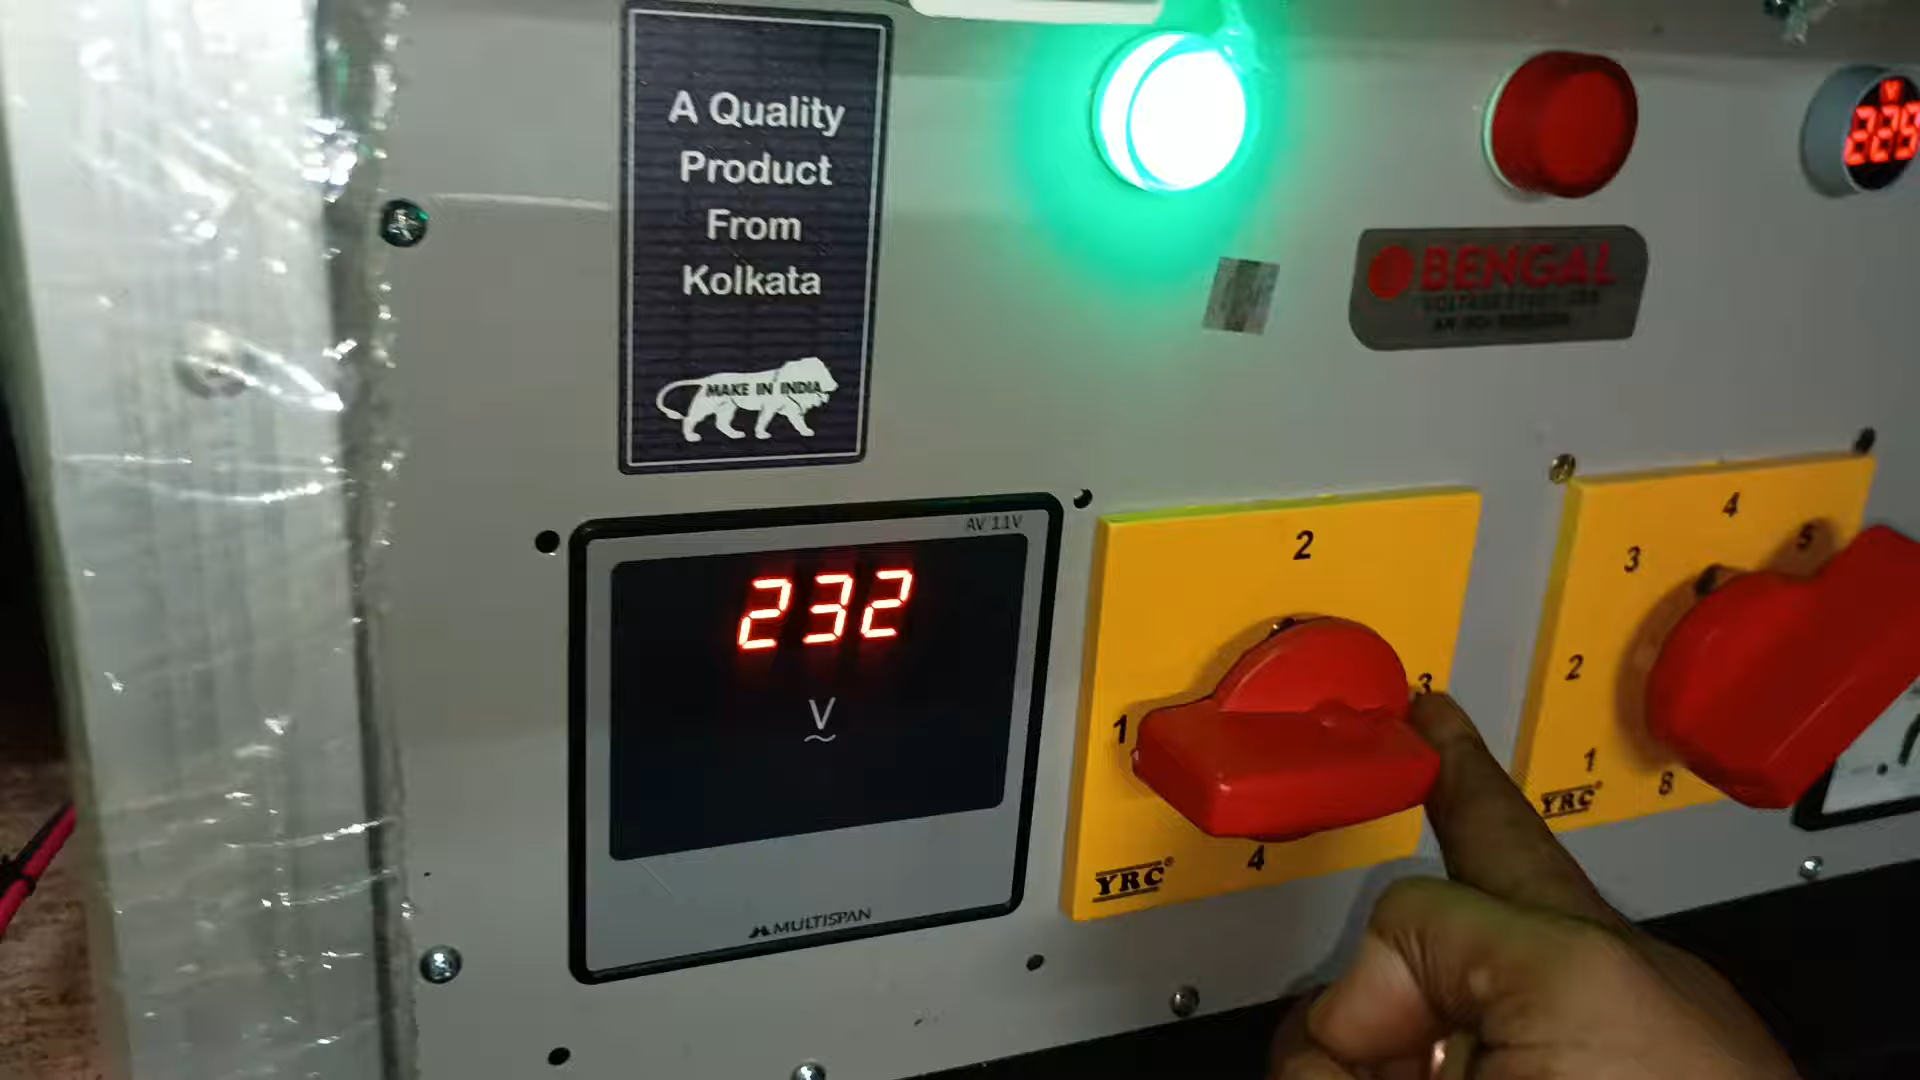 A Quality
Product
From
Kolkata
MAKE IN INDIA
V
229
BENGAL
AV 11V
232
V
MULTISPAN
2
1
3
4
YRC
4
5
3
2
1
8
YRC